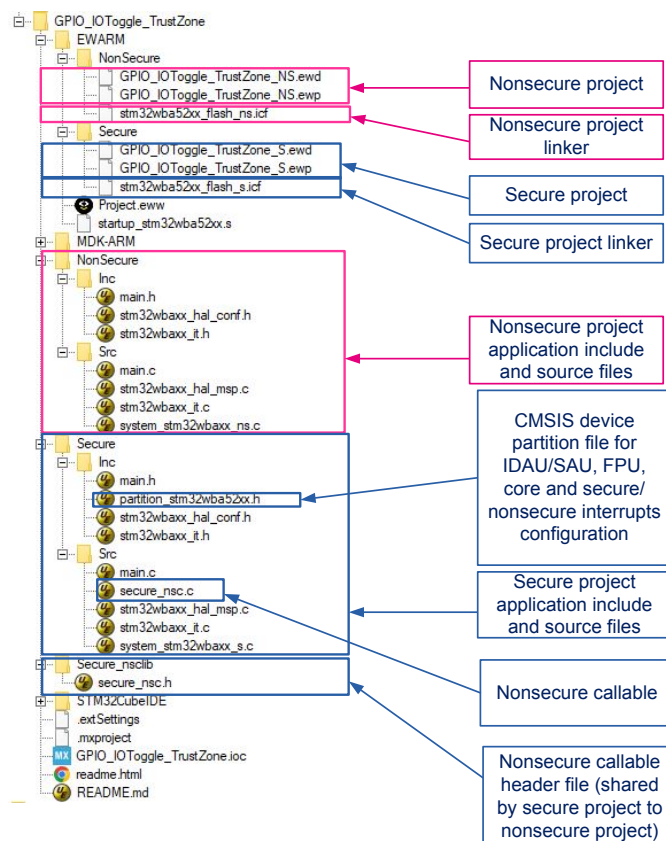 GPIO_IOToggle_TrustZone
EWARM
NonSecure
GPIO_IOToggle_TrustZone_NS.ewd
GPIO_IOToggle_TrustZone_NS.ewp
stm32wba52xx_flash_ns.icf
Secure
GPIO_IOToggle_TrustZone_S.ewd
GPIO_IOToggle_TrustZone_S.ewp
stm32wba52xx_flash_s.icf
Project.eww
startup_stm32wba52xx.s
MDK-ARM
NonSecure
Inc
main.h
stm32wbaxx_hal_conf.h
stm32wbaxx_it.h
Src
main.c
stm32wbaxx_hal_msp.c
stm32wbaxx_it.c
system_stm32wbaxx_ns.c
Secure
Inc
main.h
partition_stm32wba52xx.h
stm32wbaxx_hal_conf.h
stm32wbaxx_it.h
Src
main.c
secure_nsc.c
stm32wbaxx_hal_msp.c
stm32wbaxx_it.c
system_stm32wbaxx_s.c
Secure_nsclib
secure_nsc.h
STM32CubeIDE
.extSettings
.mxproject
MX GPIO_IOToggle_TrustZone.ioc
readme.html
README.md
Nonsecure project
Nonsecure project
linker
Secure project
Secure project linker
Nonsecure project
application include
and source files
CMSIS device
partition file for
IDAU/SAU, FPU,
core and secure/
nonsecure interrupts
configuration
Secure project
application include
and source files
Nonsecure callable
Nonsecure callable
header file (shared
by secure project to
nonsecure project)